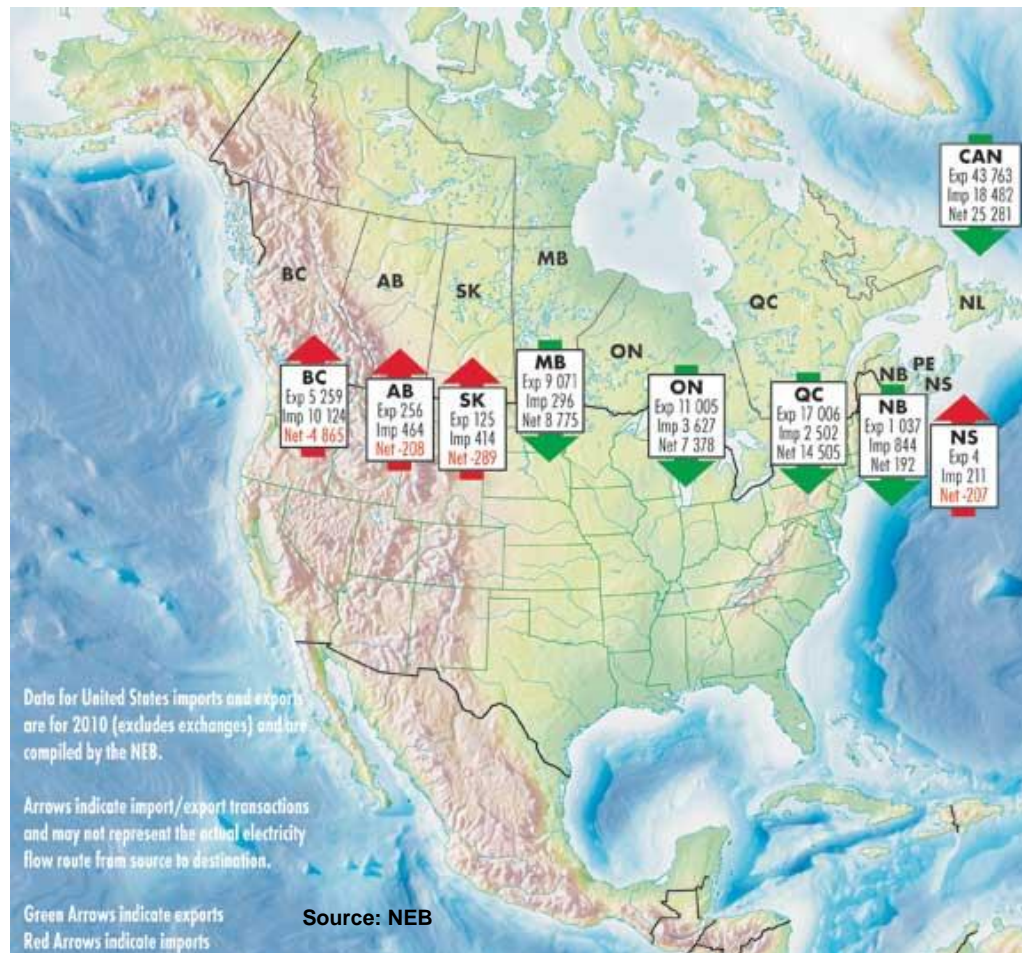 CAN
Exp 43 763
Imp 18 482
Net 25 281
BC
AB
SK
MB
ON
QC
NL
NB
PE
NS
BC
Exp 5 259
Imp 10 124
Net -4 865
AB
Exp 256
Imp 464
Net -208
SK
Exp 125
Imp 414
Net -289
MB
Exp 9 071
Imp 296
Net 8 775
ON
Exp 11 005
Imp 3 627
Net 7 378
QC
Exp 17 006
Imp 2 502
Net 14 505
NB
Exp 1 037
Imp 844
Net 192
NS
Exp 4
Imp 211
Net -207
Data for United States imports and exports
are for 2010 (excludes exchanges) and are
compiled by the NEB.
Arrows indicate import/export transactions
and may not represent the actual electricity
flow route from source to destination.
Green Arrows indicate exports
Red Arrows indicate imports
Source: NEB